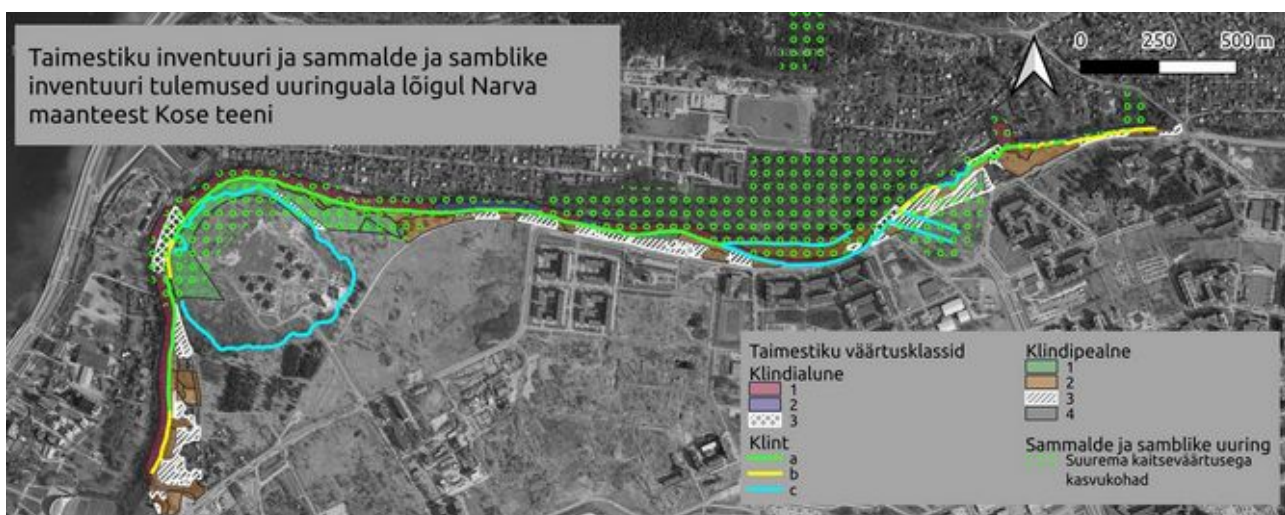 Taimestiku inventuuri ja sammalde ja samblike
inventuuri tulemused uuringuala lõigul Narva
maanteest Kose teeni
0 250 500 m
Taimestiku väärtusklassid
Klindialune
1
2
3
Klint
a
b
c
Klindipealne
1
2
3
4
Sammalde ja samblike uuring
Suurema kaitseväärtusega
kasvukohad